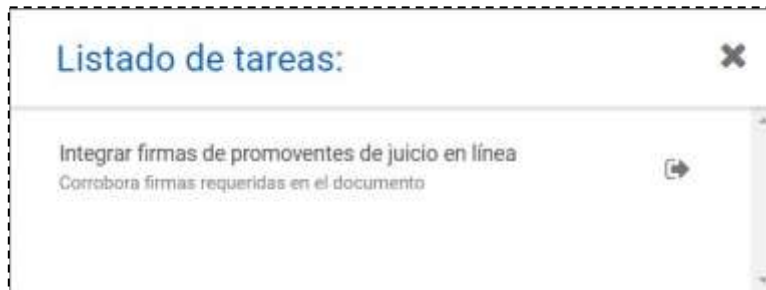 Listado de tareas:
Integrar firmas de promoventes de juicio en línea
Corrobora firmas requeridas en el documento